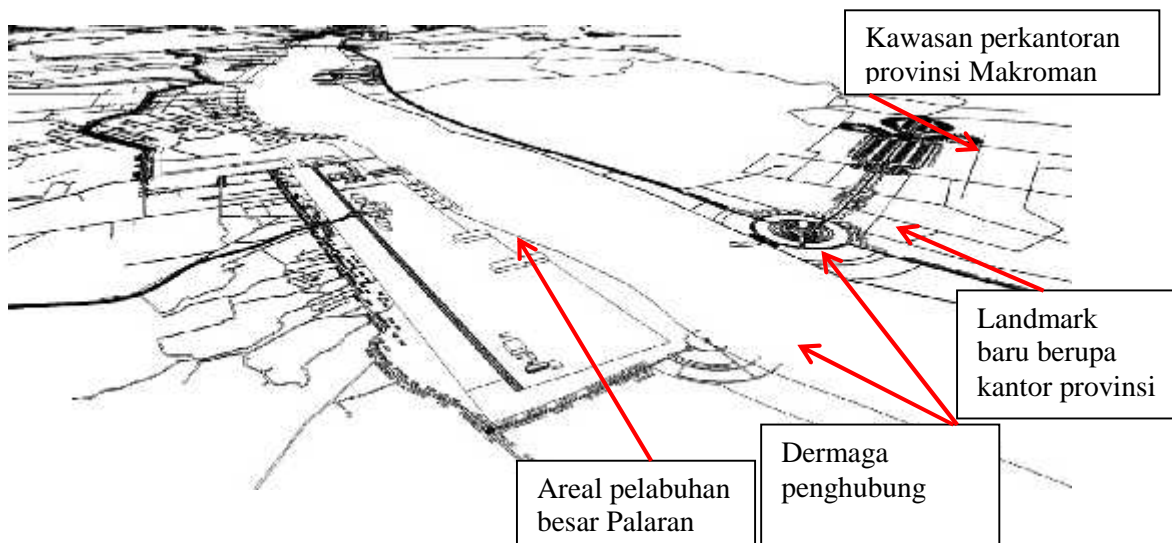 Kawasan perkantoran
provinsi Makroman
Landmark
baru berupa
kantor provinsi
Dermaga
penghubung
Areal pelabuhan
besar Palaran